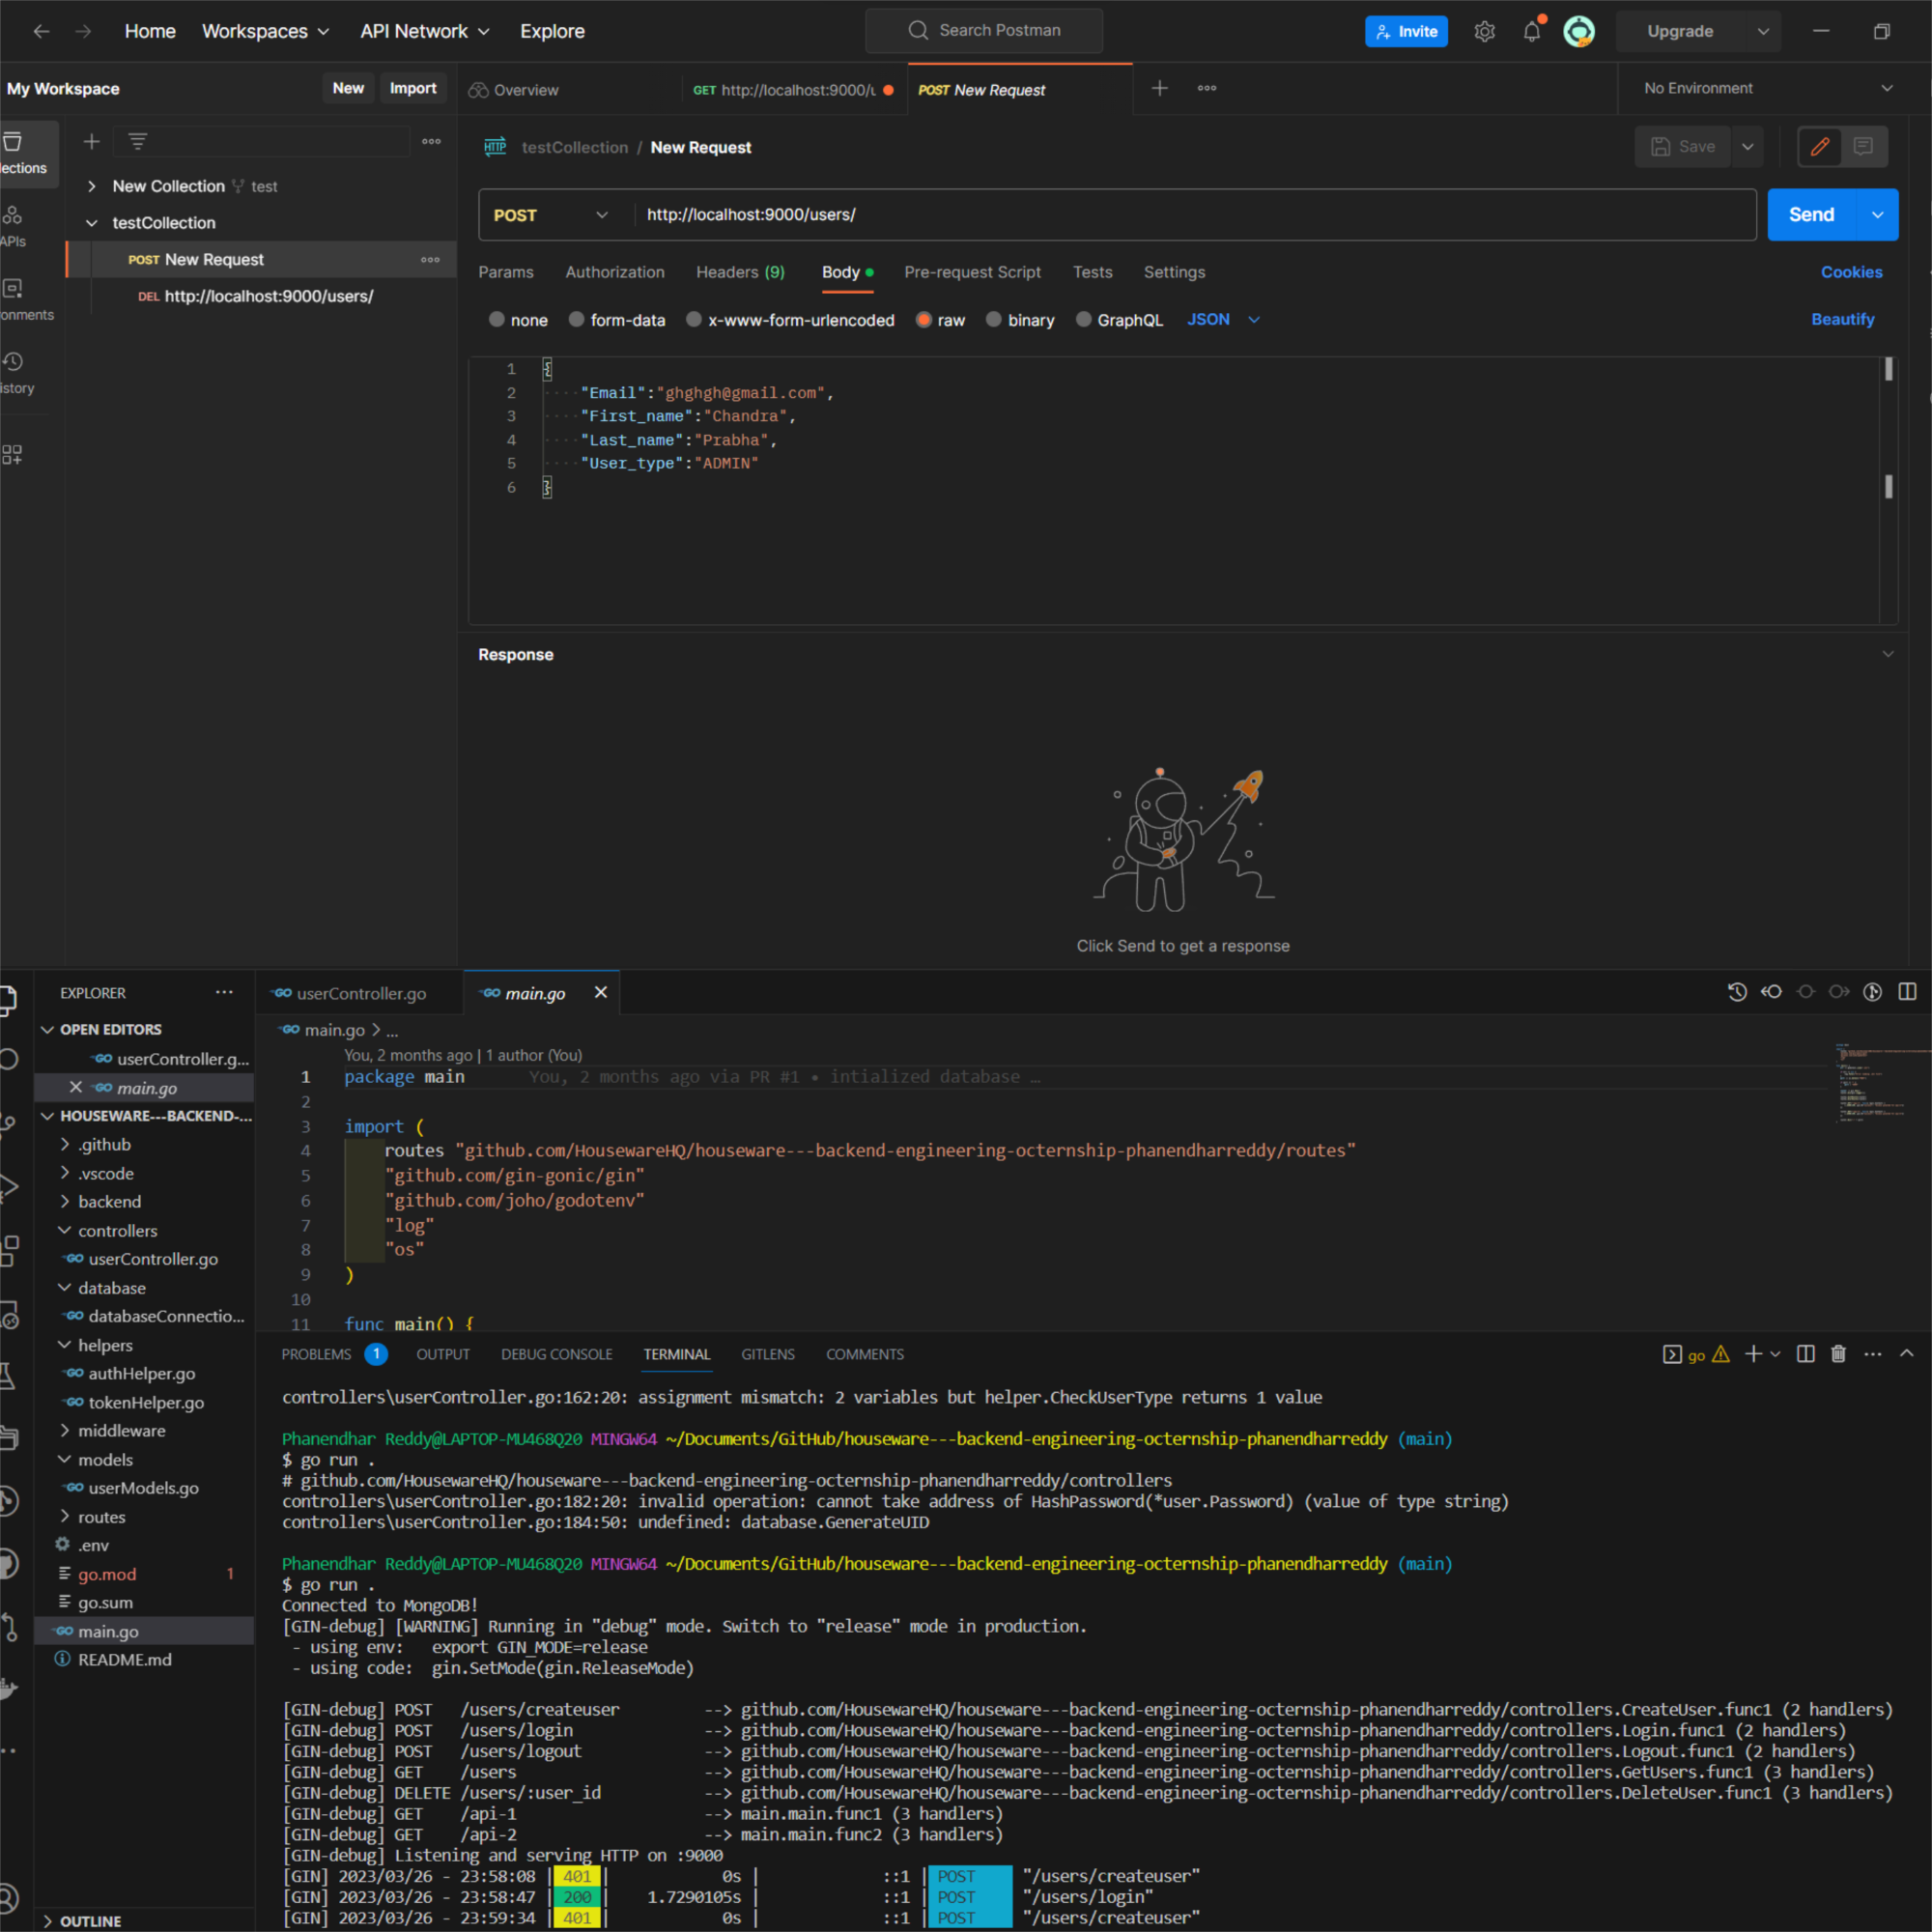 Home Workspaces API Network Explore Search Postman Invite Upgrade
My Workspace New Import Overview GET http://localhost:9000/u POST New Request No Environment
lections
APIs
onments
istory
New Collection test
testCollection
POST New Request
DEL http://localhost:9000/users/
HTTP testCollection / New Request Save
POST http://localhost:9000/users/ Send
Params Authorization Headers (9) Body Pre-request Script Tests Settings Cookies
none form-data x-www-form-urlencoded raw binary GraphQL JSON Beautify
1 {
2 ····"Email":"ghghgh@gmail.com",
3 ····"First_name":"Chandra",
4 ····"Last_name":"Prabha",
5 ····"User_type":"ADMIN"
6 }
Response
Click Send to get a response
EXPLORER ···
OPEN EDITORS
userController.g...
main.go
HOUSEWARE---BACKEND-...
.github
.vscode
backend
controllers
userController.go
database
databaseConnectio...
helpers
authHelper.go
tokenHelper.go
middleware
models
userModels.go
routes
.env
go.mod 1
go.sum
main.go
README.md
OUTLINE
userController.go main.go
main.go > ...
You, 2 months ago | 1 author (You)
1 package main You, 2 months ago via PR #1 • intialized database …
2
3 import (
4 routes "github.com/HousewareHQ/houseware---backend-engineering-octernship-phanendharreddy/routes"
5 "github.com/gin-gonic/gin"
6 "github.com/joho/godotenv"
7 "log"
8 "os"
9 )
10
11 func main() {
PROBLEMS 1 OUTPUT DEBUG CONSOLE TERMINAL GITLENS COMMENTS go
controllers\userController.go:162:20: assignment mismatch: 2 variables but helper.CheckUserType returns 1 value
Phanendhar Reddy@LAPTOP-MU468Q20 MINGW64 ~/Documents/GitHub/houseware---backend-engineering-octernship-phanendharreddy (main)
$ go run .
# github.com/HousewareHQ/houseware---backend-engineering-octernship-phanendharreddy/controllers
controllers\userController.go:182:20: invalid operation: cannot take address of HashPassword(*user.Password) (value of type string)
controllers\userController.go:184:50: undefined: database.GenerateUID
Phanendhar Reddy@LAPTOP-MU468Q20 MINGW64 ~/Documents/GitHub/houseware---backend-engineering-octernship-phanendharreddy (main)
$ go run .
Connected to MongoDB!
[GIN-debug] [WARNING] Running in "debug" mode. Switch to "release" mode in production.
- using env: export GIN_MODE=release
- using code: gin.SetMode(gin.ReleaseMode)
[GIN-debug] POST /users/createuser --> github.com/HousewareHQ/houseware---backend-engineering-octernship-phanendharreddy/controllers.CreateUser.func1 (2 handlers)
[GIN-debug] POST /users/login --> github.com/HousewareHQ/houseware---backend-engineering-octernship-phanendharreddy/controllers.Login.func1 (2 handlers)
[GIN-debug] POST /users/logout --> github.com/HousewareHQ/houseware---backend-engineering-octernship-phanendharreddy/controllers.Logout.func1 (2 handlers)
[GIN-debug] GET /users --> github.com/HousewareHQ/houseware---backend-engineering-octernship-phanendharreddy/controllers.GetUsers.func1 (3 handlers)
[GIN-debug] DELETE /users/:user_id --> github.com/HousewareHQ/houseware---backend-engineering-octernship-phanendharreddy/controllers.DeleteUser.func1 (3 handlers)
[GIN-debug] GET /api-1 --> main.main.func1 (3 handlers)
[GIN-debug] GET /api-2 --> main.main.func2 (3 handlers)
[GIN-debug] Listening and serving HTTP on :9000
[GIN] 2023/03/26 - 23:58:08 | 401 | 0s | ::1 | POST "/users/createuser"
[GIN] 2023/03/26 - 23:58:47 | 200 | 1.7290105s | ::1 | POST "/users/login"
[GIN] 2023/03/26 - 23:59:34 | 401 | 0s | ::1 | POST "/users/createuser"